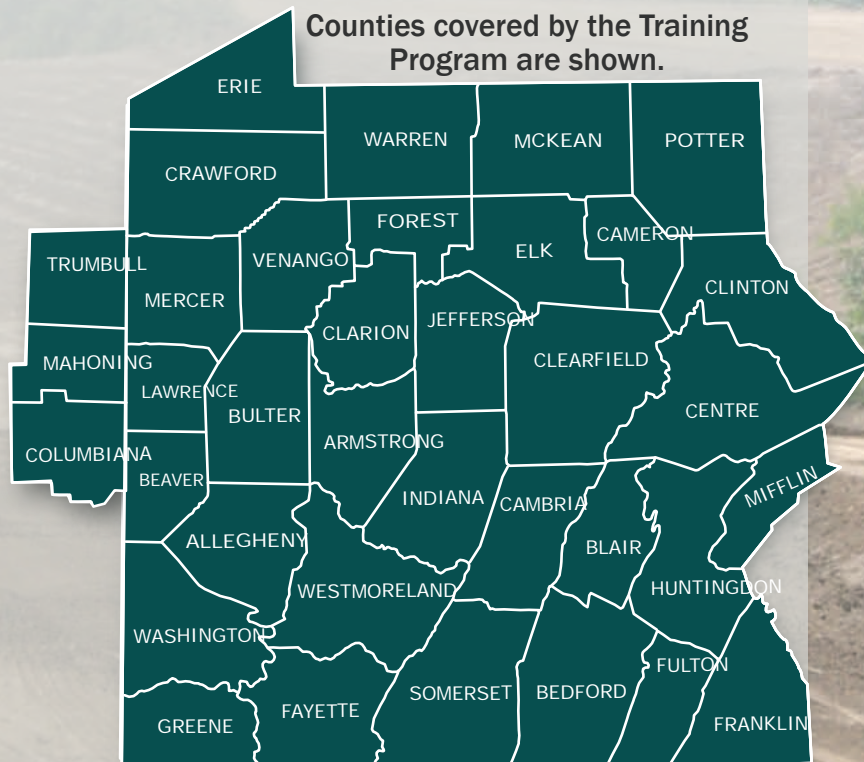 Counties covered by the Training
Program are shown.
ERIE
WARREN
MCKEAN
POTTER
CRAWFORD
FOREST
CAMERON
ELK
VENANGO
TRUMBULL
CLINTON
MERCER
JEFFERSON
CLARION
CLEARFIELD
MAHONING
LAWRENCE
CENTRE
BULTER
ARMSTRONG
COLUMBIANA
BEAVER
MIFFLIN
INDIANA
CAMBRIA
ALLEGHENY
BLAIR
HUNTINGDON
WESTMORELAND
WASHINGTON
FULTON
SOMERSET
BEDFORD
FAYETTE
GREENE
FRANKLIN